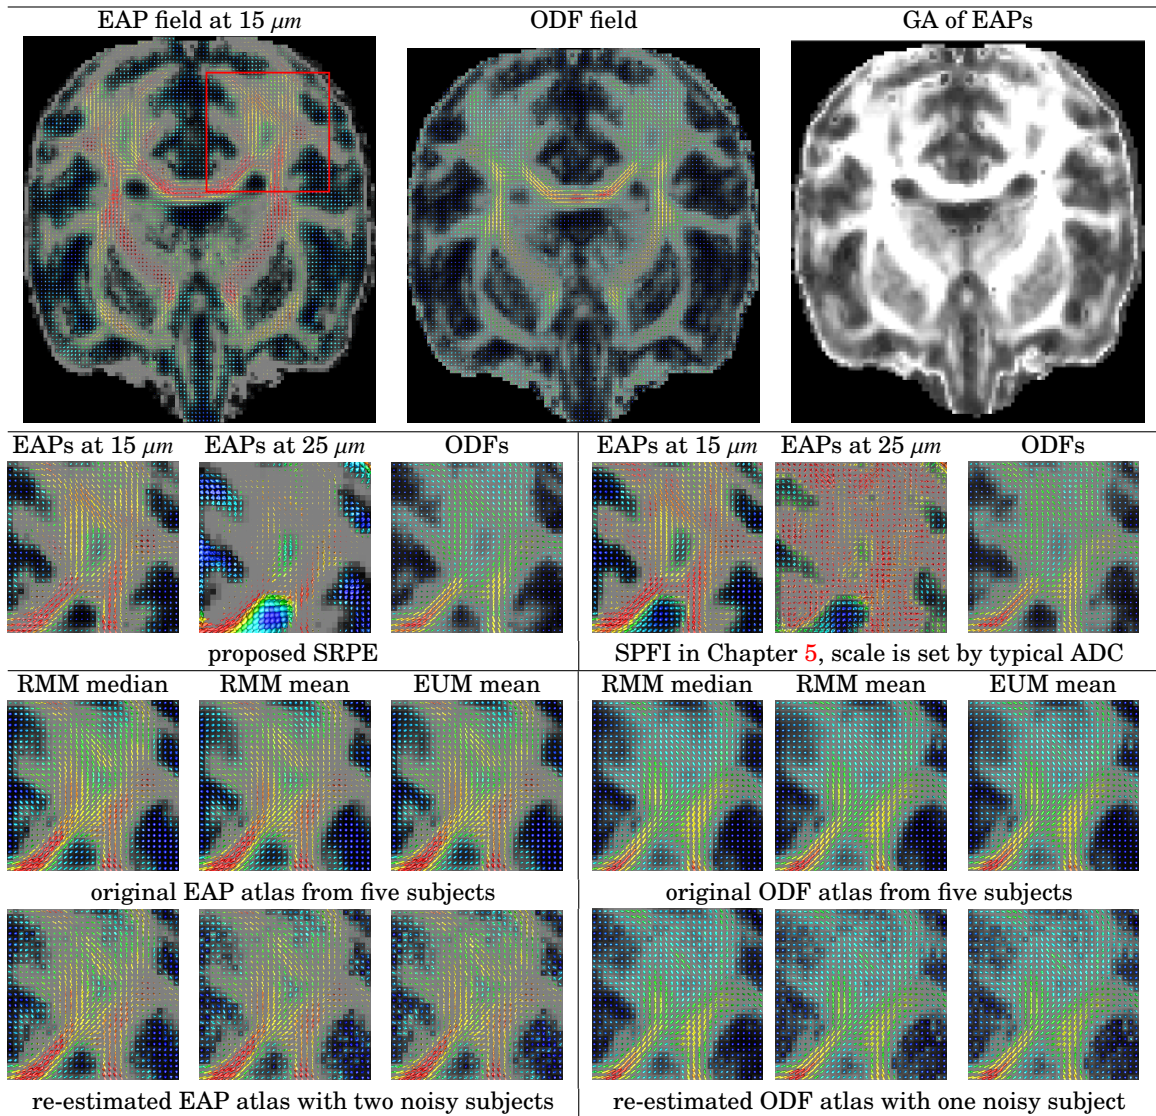 EAP field at 15 μm ODF field GA of EAPs
EAPs at 15 μm EAPs at 25 μm ODFs EAPs at 15 μm EAPs at 25 μm ODFs
proposed SRPE SPFI in Chapter 5, scale is set by typical ADC
RMM median RMM mean EUM mean RMM median RMM mean EUM mean
original EAP atlas from five subjects original ODF atlas from five subjects
re-estimated EAP atlas with two noisy subjects re-estimated ODF atlas with one noisy subject